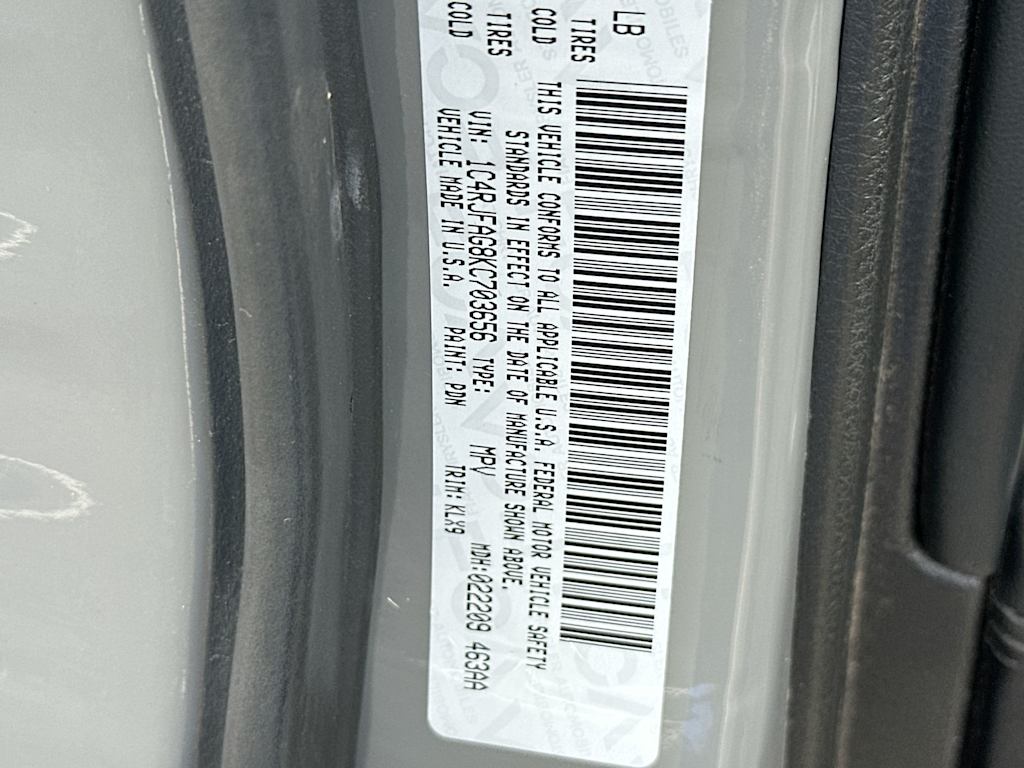 LB
TIRES
COLD
TIRES
COLD
THIS VEHICLE CONFORMS TO ALL APPLICABLE U.S.A. FEDERAL MOTOR VEHICLE SAFETY
STANDARDS IN EFFECT ON THE DATE OF MANUFACTURE SHOWN ABOVE.
VIN: 1C4RJFAG8KC703656 TYPE: MPV MDH:022209 463AA
VEHICLE MADE IN U.S.A. PAINT: PDN TRIM: KLX9